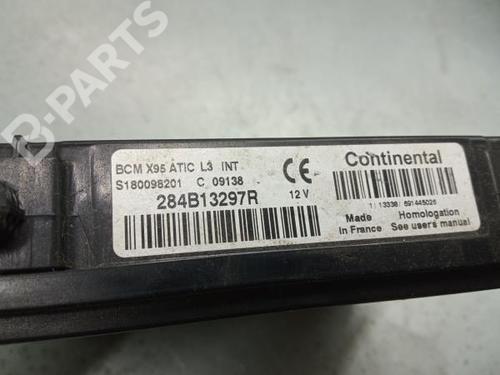 B-PARTS
BCM X95 ATIC L3 INT
S180098201 C 09138
CE
284B13297R
12 V
Continental
Made
in France
Homologation
See users manual